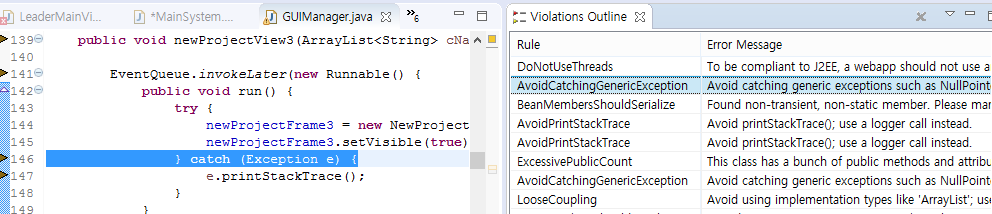 LeaderMainVi... *MainSystem.... GUIManager.java »6
139 public void newProjectView3(ArrayList<String> cNa
140
141 EventQueue.invokeLater(new Runnable() {
142 public void run() {
143 try {
144 newProjectFrame3 = new NewProject
145 newProjectFrame3.setVisible(true)
146 } catch (Exception e) {
147 e.printStackTrace();
148 }
149 }
Violations Outline
Rule Error Message
DoNotUseThreads To be compliant to J2EE, a webapp should not use a
AvoidCatchingGenericException Avoid catching generic exceptions such as NullPointe
BeanMembersShouldSerialize Found non-transient, non-static member. Please mar
AvoidPrintStackTrace Avoid printStackTrace(); use a logger call instead.
AvoidPrintStackTrace Avoid printStackTrace(); use a logger call instead.
ExcessivePublicCount This class has a bunch of public methods and attribu
AvoidCatchingGenericException Avoid catching generic exceptions such as NullPointe
LooseCoupling Avoid using implementation types like 'ArrayList'; use